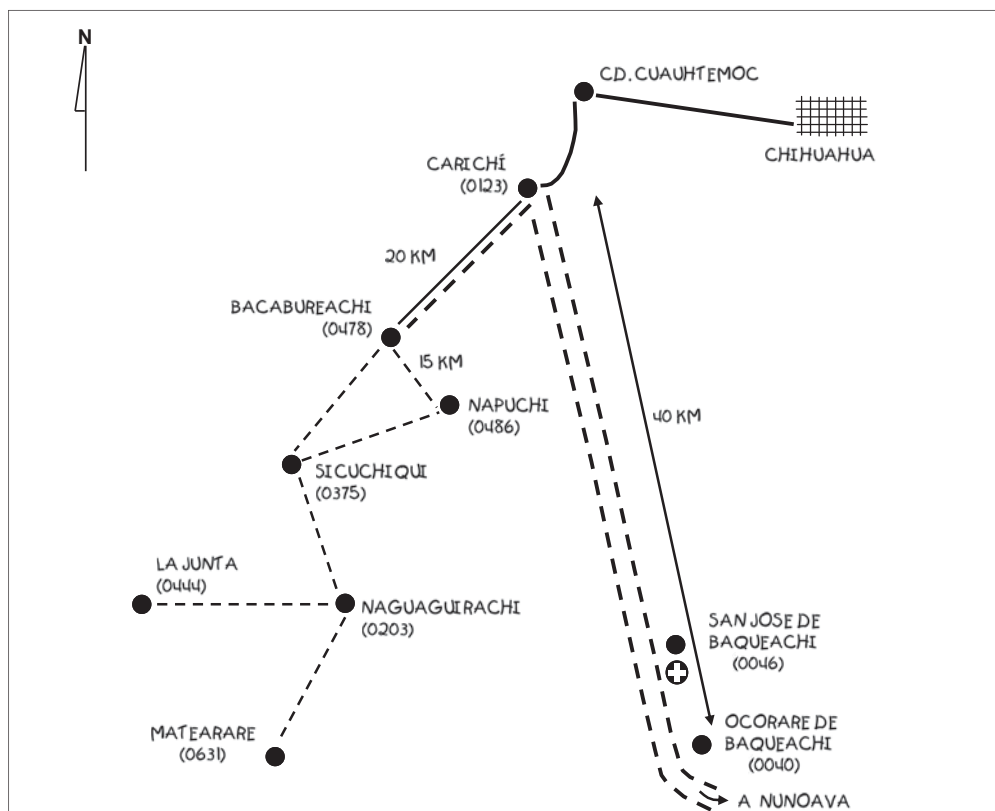 N
CD. CUAUHTEMOC
CHIHUAHUA
CARICHÍ
(0123)
20 KM
BACABUREACHI
(0478)
15 KM
NAPUCHI
(0486)
40 KM
SICUCHIQUI
(0375)
LA JUNTA
(0444)
NAGUAGUIRACHI
(0203)
SAN JOSE DE
BAQUEACHI
(0046)
MATEARARE
(0631)
OCORARE DE
BAQUEACHI
(0040)
A NUNOAVA